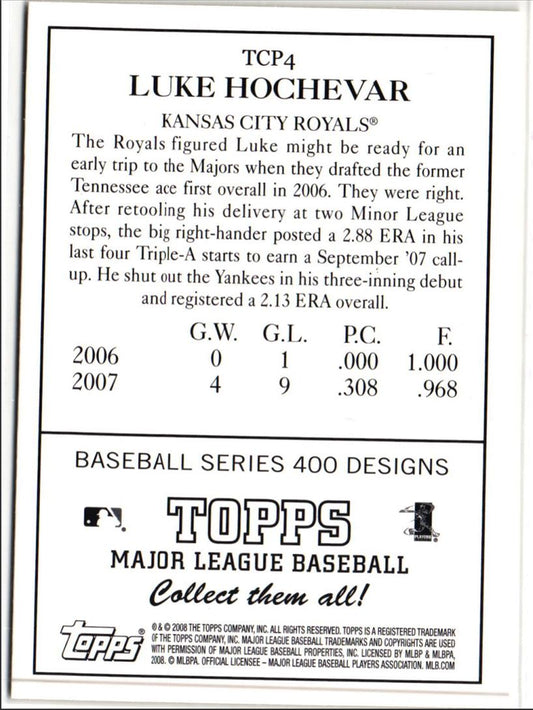 TCP4
LUKE HOCHEVAR
KANSAS CITY ROYALS®
The Royals figured Luke might be ready for an
early trip to the Majors when they drafted the former
Tennessee ace first overall in 2006. They were right.
After retooling his delivery at two Minor League
stops, the big right-hander posted a 2.88 ERA in his
last four Triple-A starts to earn a September '07 call-
up. He shut out the Yankees in his three-inning debut
and registered a 2.13 ERA overall.
G.W. G.L. P.C. F.
2006 0 1 .000 1.000
2007 4 9 .308 .968
BASEBALL SERIES 400 DESIGNS
TOPPS
MAJOR LEAGUE BASEBALL
Collect them all!
Topps®
® & © 2008 THE TOPPS COMPANY, INC. ALL RIGHTS RESERVED. TOPPS IS A REGISTERED TRADEMARK
OF THE TOPPS COMPANY, INC. MAJOR LEAGUE BASEBALL TRADEMARKS AND COPYRIGHTS ARE USED
WITH PERMISSION OF MAJOR LEAGUE BASEBALL PROPERTIES, INC. LICENSED BY MLBP & MLBPA,
2008. © MLBPA. OFFICIAL LICENSEE – MAJOR LEAGUE BASEBALL PLAYERS ASSOCIATION. MLB.COM